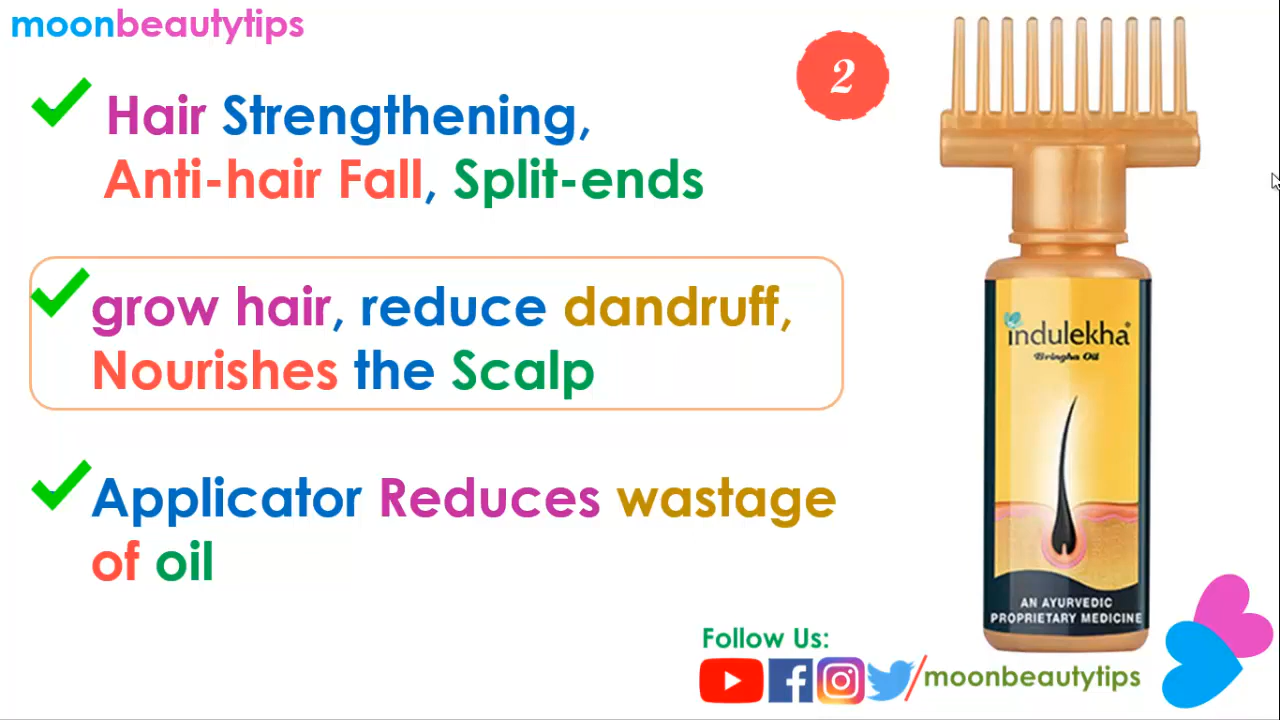 moonbeautytips
2
Hair Strengthening,
Anti-hair Fall, Split-ends
grow hair, reduce dandruff,
Nourishes the Scalp
Applicator Reduces wastage
of oil
indulekha®
Bringha Oil
AN AYURVEDIC
PROPRIETARY MEDICINE
Follow Us:
/moonbeautytips